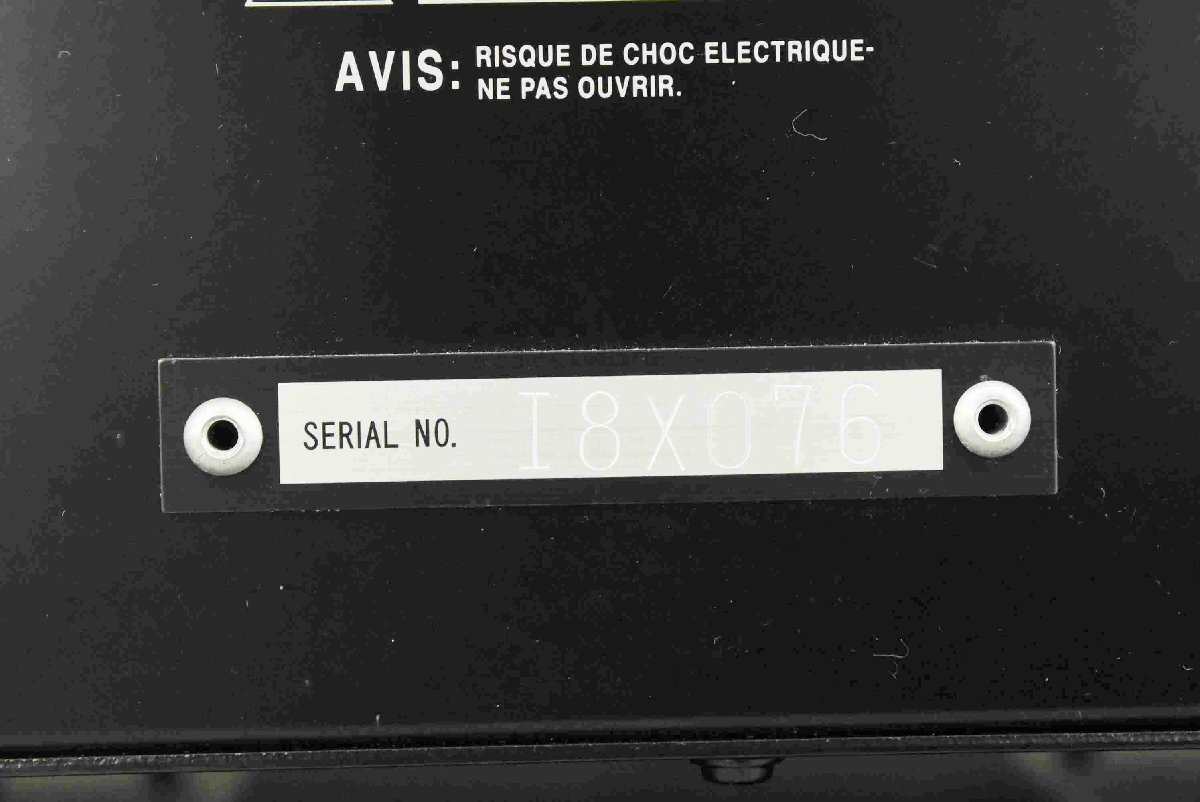 AVIS: RISQUE DE CHOC ELECTRIQUE-
NE PAS OUVRIR.
SERIAL NO. I8X076